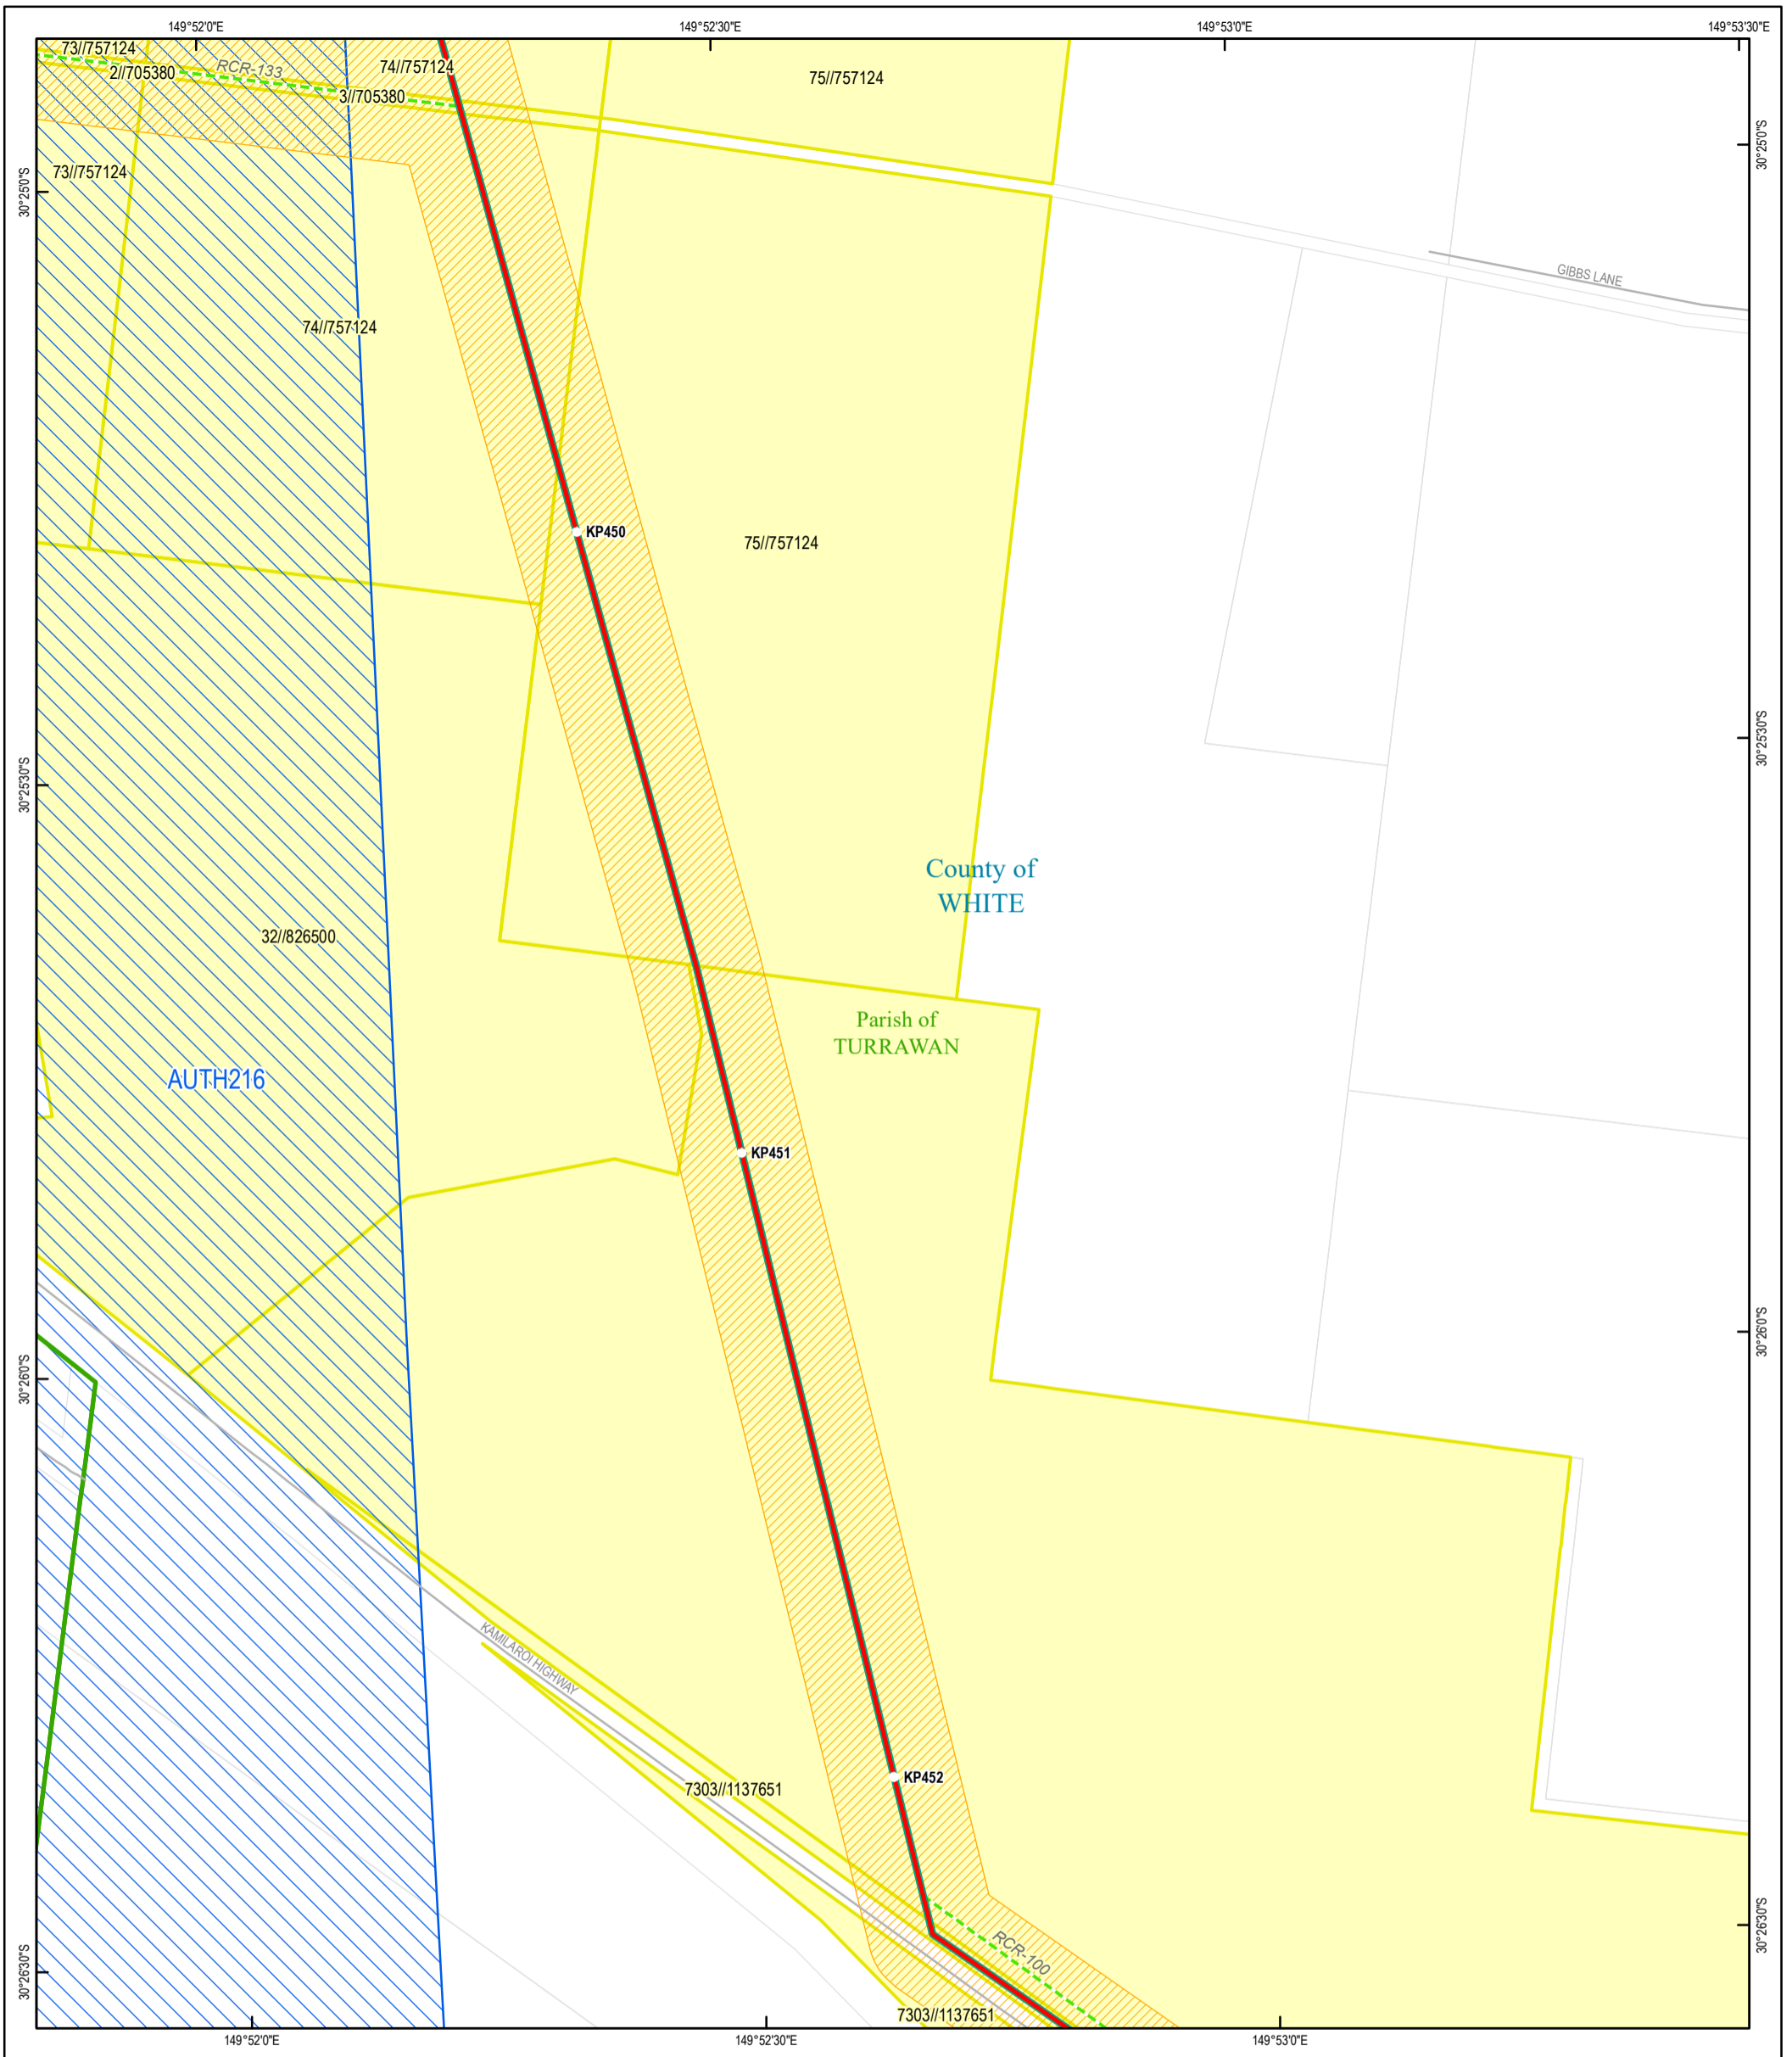 149°52'0"E
149°52'30"E
149°53'0"E
149°53'30"E
73//757124
2//705380
RCR-133
74//757124
3//705380
75//757124
30°25'0"S
30°25'0"S
73//757124
GIBBS LANE
74//757124
KP450
75//757124
30°25'30"S
30°25'30"S
County of
WHITE
32//826500
Parish of
TURRAWAN
AUTH216
KP451
30°26'0"S
30°26'0"S
KAMILAROI HIGHWAY
KP452
7303//1137651
30°26'30"S
30°26'30"S
RCR-100
7303//1137651
149°52'0"E
149°52'30"E
149°53'0"E